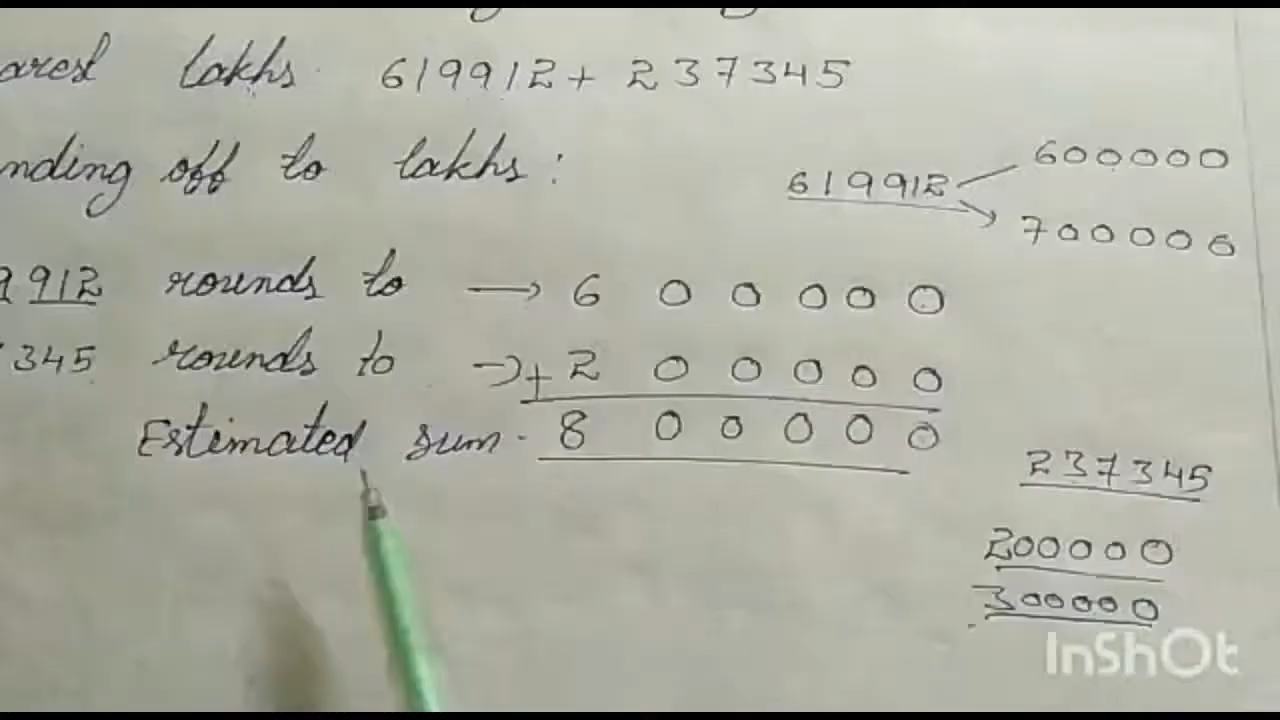 arest lakhs. 619912 + 237345
nding off to lakhs:
619912
600000
700000
9912 rounds to → 6 0 0 0 0 0
345 rounds to → + 2 0 0 0 0 0
Estimated sum. 8 0 0 0 0 0
237345
200000
300000
InShOt